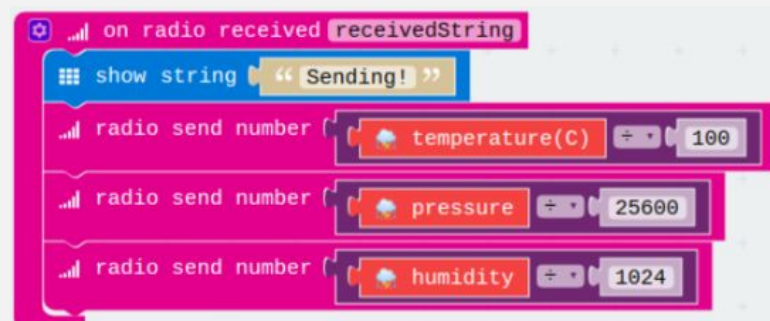 on radio received receivedString
show string “ Sending! ”
radio send number temperature(C) ÷ 100
radio send number pressure ÷ 25600
radio send number humidity ÷ 1024